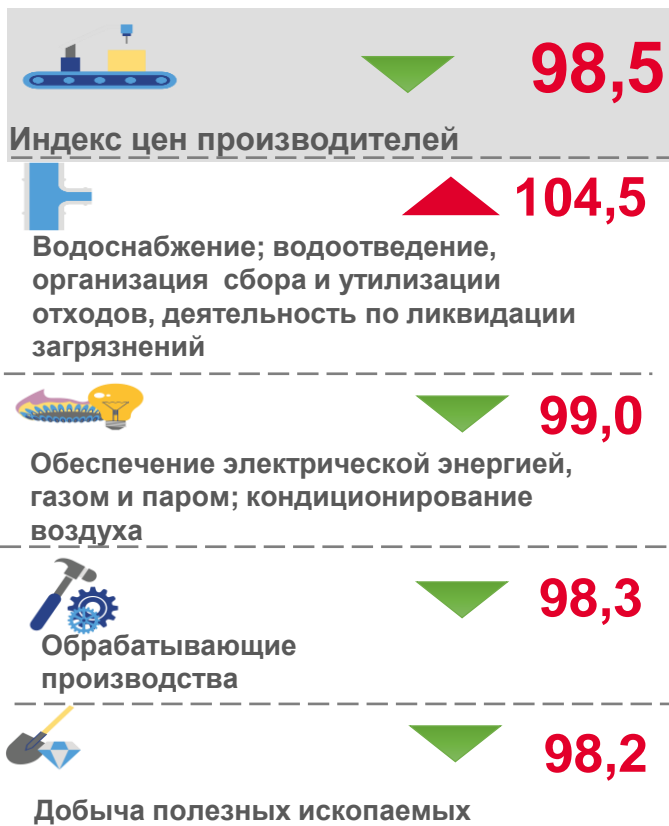 98,5
Индекс цен производителей
104,5
Водоснабжение; водоотведение,
организация сбора и утилизации
отходов, деятельность по ликвидации
загрязнений
99,0
Обеспечение электрической энергией,
газом и паром; кондиционирование
воздуха
98,3
Обрабатывающие
производства
98,2
Добыча полезных ископаемых